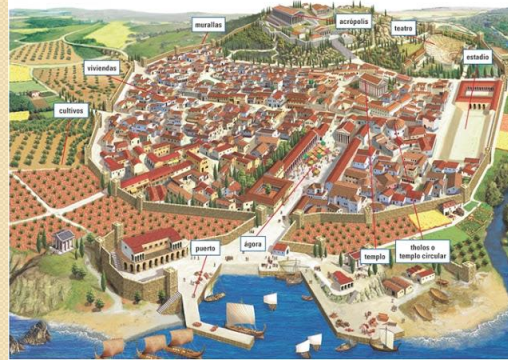 murallas
acrópolis
teatro
estadio
viviendas
cultivos
puerto
ágora
templo
tholos o
templo circular